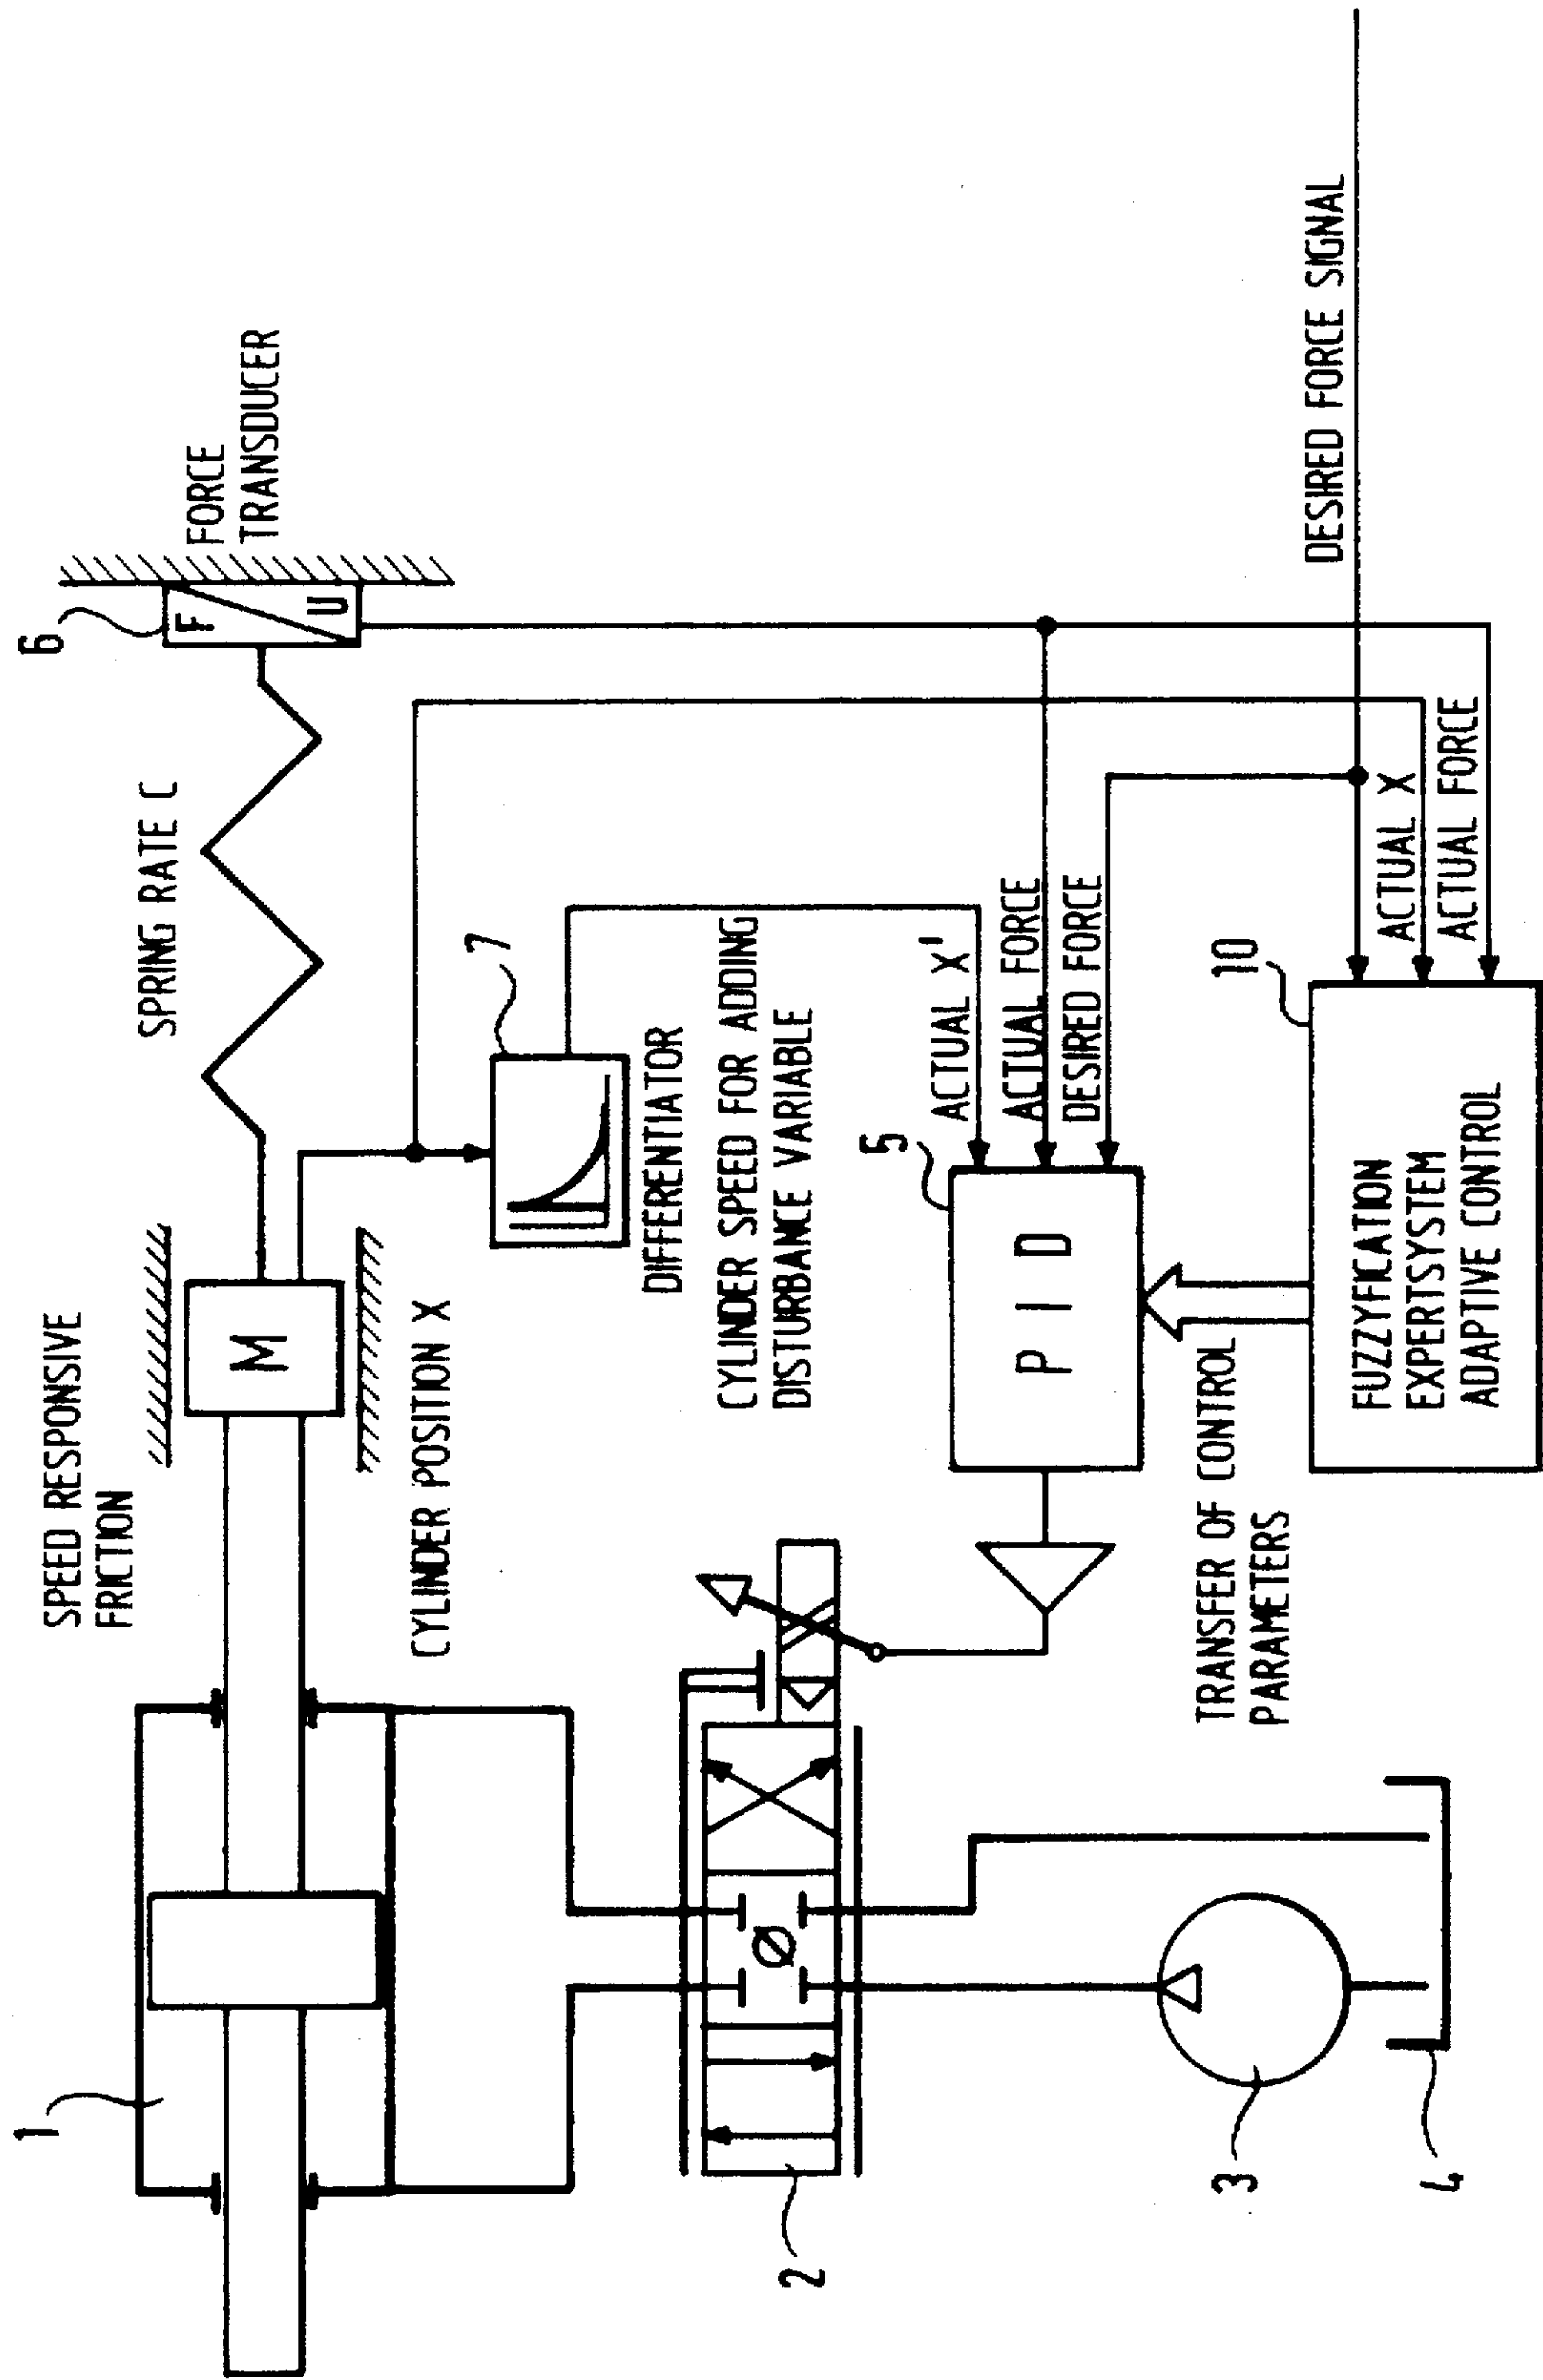 1
SPEED RESPONSIVE
FRICTION
M
CYLINDER POSITION X
SPRING RATE C
6
F
U
FORCE
TRANSDUCER
7
DIFFERENTIATOR
CYLINDER SPEED FOR ADDING
DISTURBANCE VARIABLE
2
Ø
5
PID
ACTUAL X'
ACTUAL FORCE
DESIRED FORCE
3
4
TRANSFER OF CONTROL
PARAMETERS
10
FUZZYFICATION
EXPERTSYSTEM
ADAPTIVE CONTROL
ACTUAL X
ACTUAL FORCE
DESIRED FORCE SIGNAL